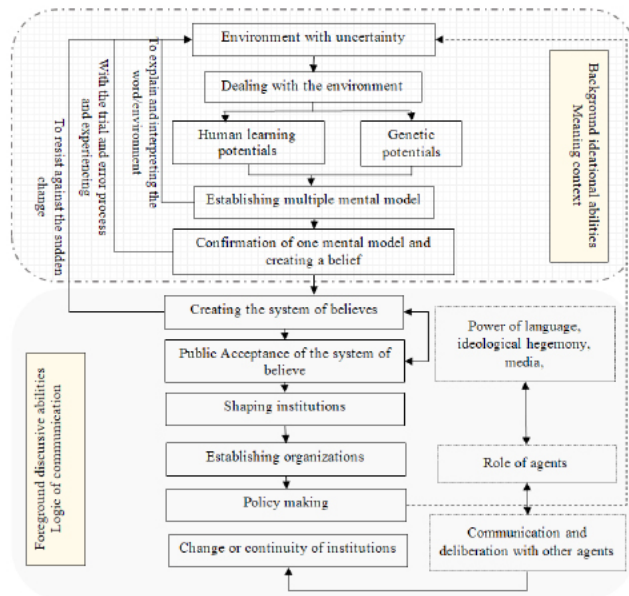 Environment with uncertainty
Dealing with the environment
Human learning
potentials
Genetic
potentials
Establishing multiple mental model
Confirmation of one mental model and
creating a belief
To explain and interpreting the
word/environment
With the trial and error process
and experiencing
To resist against the sudden
change
Background ideational abilities
Meaning context
Creating the system of believes
Public Acceptance of the system of
believe
Shaping institutions
Establishing organizations
Policy making
Change or continuity of institutions
Power of language,
ideological hegemony,
media,
Role of agents
Communication and
deliberation with other agents
Foreground discursive abilities
Logic of communication